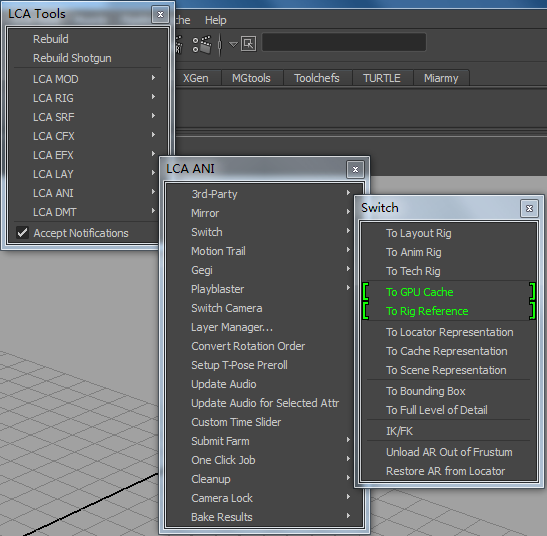 LCA Tools
che
Help
Rebuild
Rebuild Shotgun
LCA MOD
LCA RIG
LCA SRF
LCA CFX
LCA EFX
LCA LAY
LCA ANI
LCA DMT
Accept Notifications
XGen
MGtools
Toolchefs
TURTLE
Miarmy
LCA ANI
3rd-Party
Mirror
Switch
Motion Trail
Gegi
Playblaster
Switch Camera
Layer Manager...
Convert Rotation Order
Setup T-Pose Preroll
Update Audio
Update Audio for Selected Attr
Custom Time Slider
Submit Farm
One Click Job
Cleanup
Camera Lock
Bake Results
Switch
To Layout Rig
To Anim Rig
To Tech Rig
To GPU Cache
To Rig Reference
To Locator Representation
To Cache Representation
To Scene Representation
To Bounding Box
To Full Level of Detail
IK/FK
Unload AR Out of Frustum
Restore AR from Locator